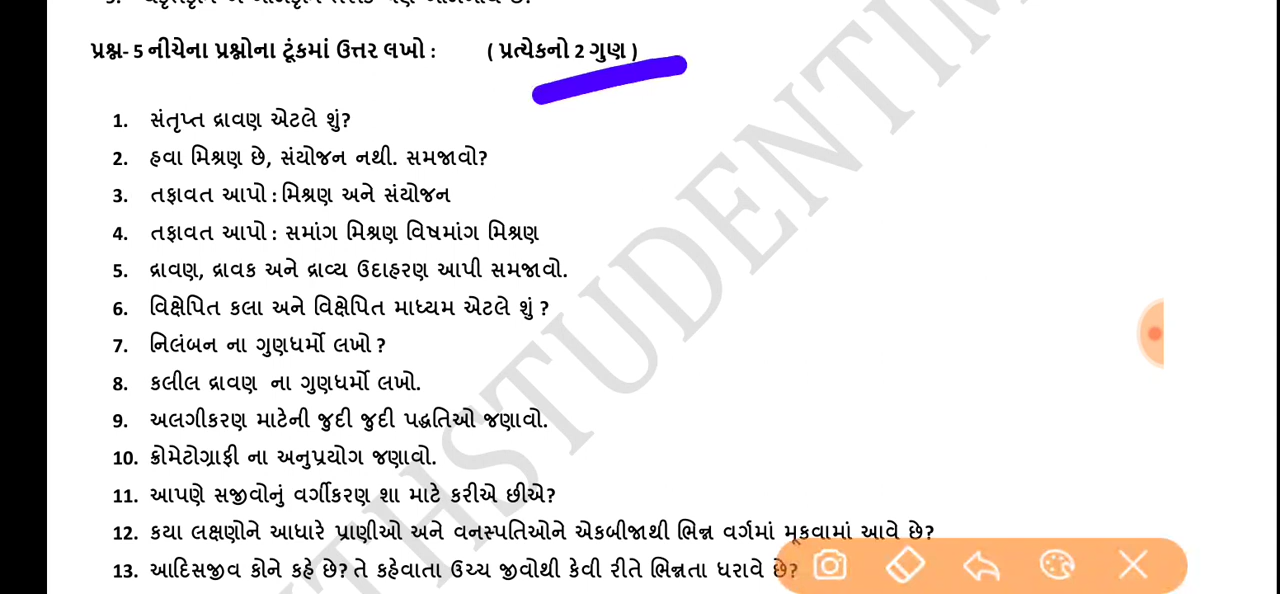 પ્રશ્ન- 5 નીચેના પ્રશ્નોના ટૂંકમાં ઉત્તર લખો : ( પ્રત્યેકનો 2 ગુણ )
1. સંતૃપ્ત દ્રાવણ એટલે શું?
2. હવા મિશ્રણ છે, સંયોજન નથી. સમજાવો?
3. તફાવત આપો : મિશ્રણ અને સંયોજન
4. તફાવત આપો : સમાંગ મિશ્રણ વિષમાંગ મિશ્રણ
5. દ્રાવણ, દ્રાવક અને દ્રાવ્ય ઉદાહરણ આપી સમજાવો.
6. વિક્ષેપિત કલા અને વિક્ષેપિત માધ્યમ એટલે શું ?
7. નિલંબન ના ગુણધર્મો લખો ?
8. કલીલ દ્રાવણ ના ગુણધર્મો લખો.
9. અલગીકરણ માટેની જુદી જુદી પદ્ધતિઓ જણાવો.
10. ક્રોમેટોગ્રાફી ના અનુપ્રયોગ જણાવો.
11. આપણે સજીવોનું વર્ગીકરણ શા માટે કરીએ છીએ?
12. કયા લક્ષણોને આધારે પ્રાણીઓ અને વનસ્પતિઓને એકબીજાથી ભિન્ન વર્ગમાં મૂકવામાં આવે છે?
13. આદિસજીવ કોને કહે છે? તે કહેવાતા ઉચ્ચ જીવોથી કેવી રીતે ભિન્નતા ધરાવે છે?
THSTUDENTIM